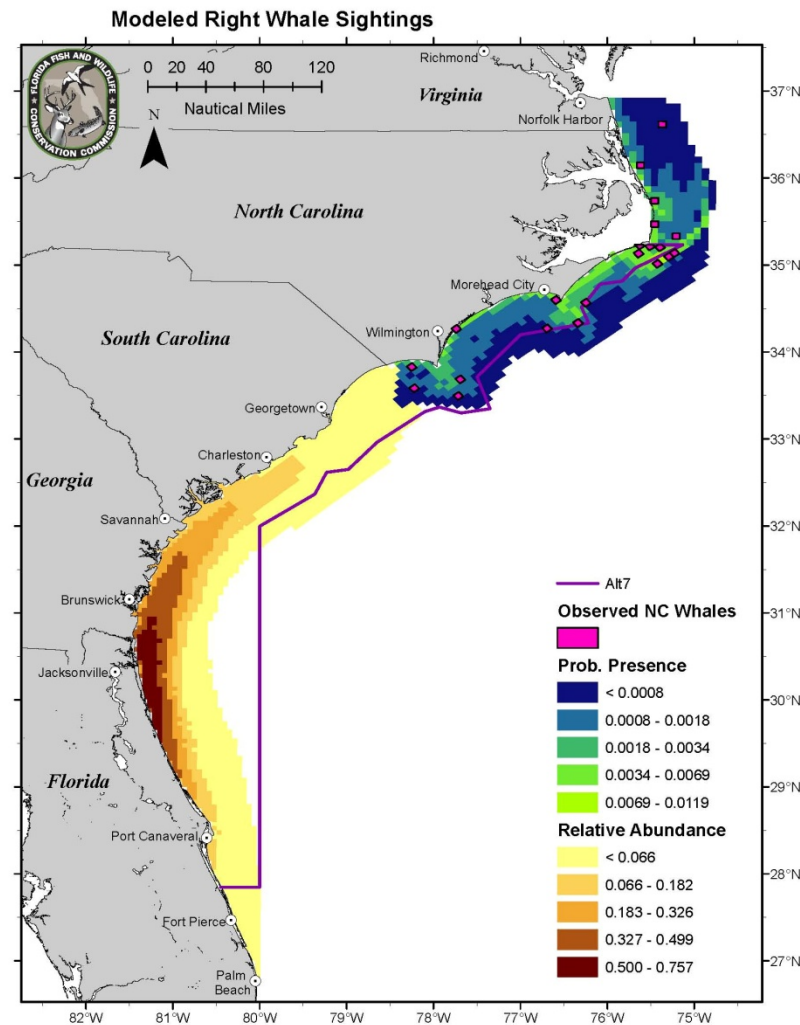 Modeled Right Whale Sightings
FLORIDA FISH AND WILDLIFE
CONSERVATION COMMISSION
0 20 40 80 120
Nautical Miles
N
Richmond
Virginia
Norfolk Harbor
37°N
36°N
North Carolina
35°N
Morehead City
South Carolina
Wilmington
34°N
Georgetown
33°N
Charleston
Georgia
Savannah
32°N
Brunswick
31°N
Jacksonville
30°N
Florida
29°N
Port Canaveral
28°N
Fort Pierce
27°N
Palm
Beach
Alt7
Observed NC Whales
Prob. Presence
< 0.0008
0.0008 - 0.0018
0.0018 - 0.0034
0.0034 - 0.0069
0.0069 - 0.0119
Relative Abundance
< 0.066
0.066 - 0.182
0.183 - 0.326
0.327 - 0.499
0.500 - 0.757
82°W 81°W 80°W 79°W 78°W 77°W 76°W 75°W